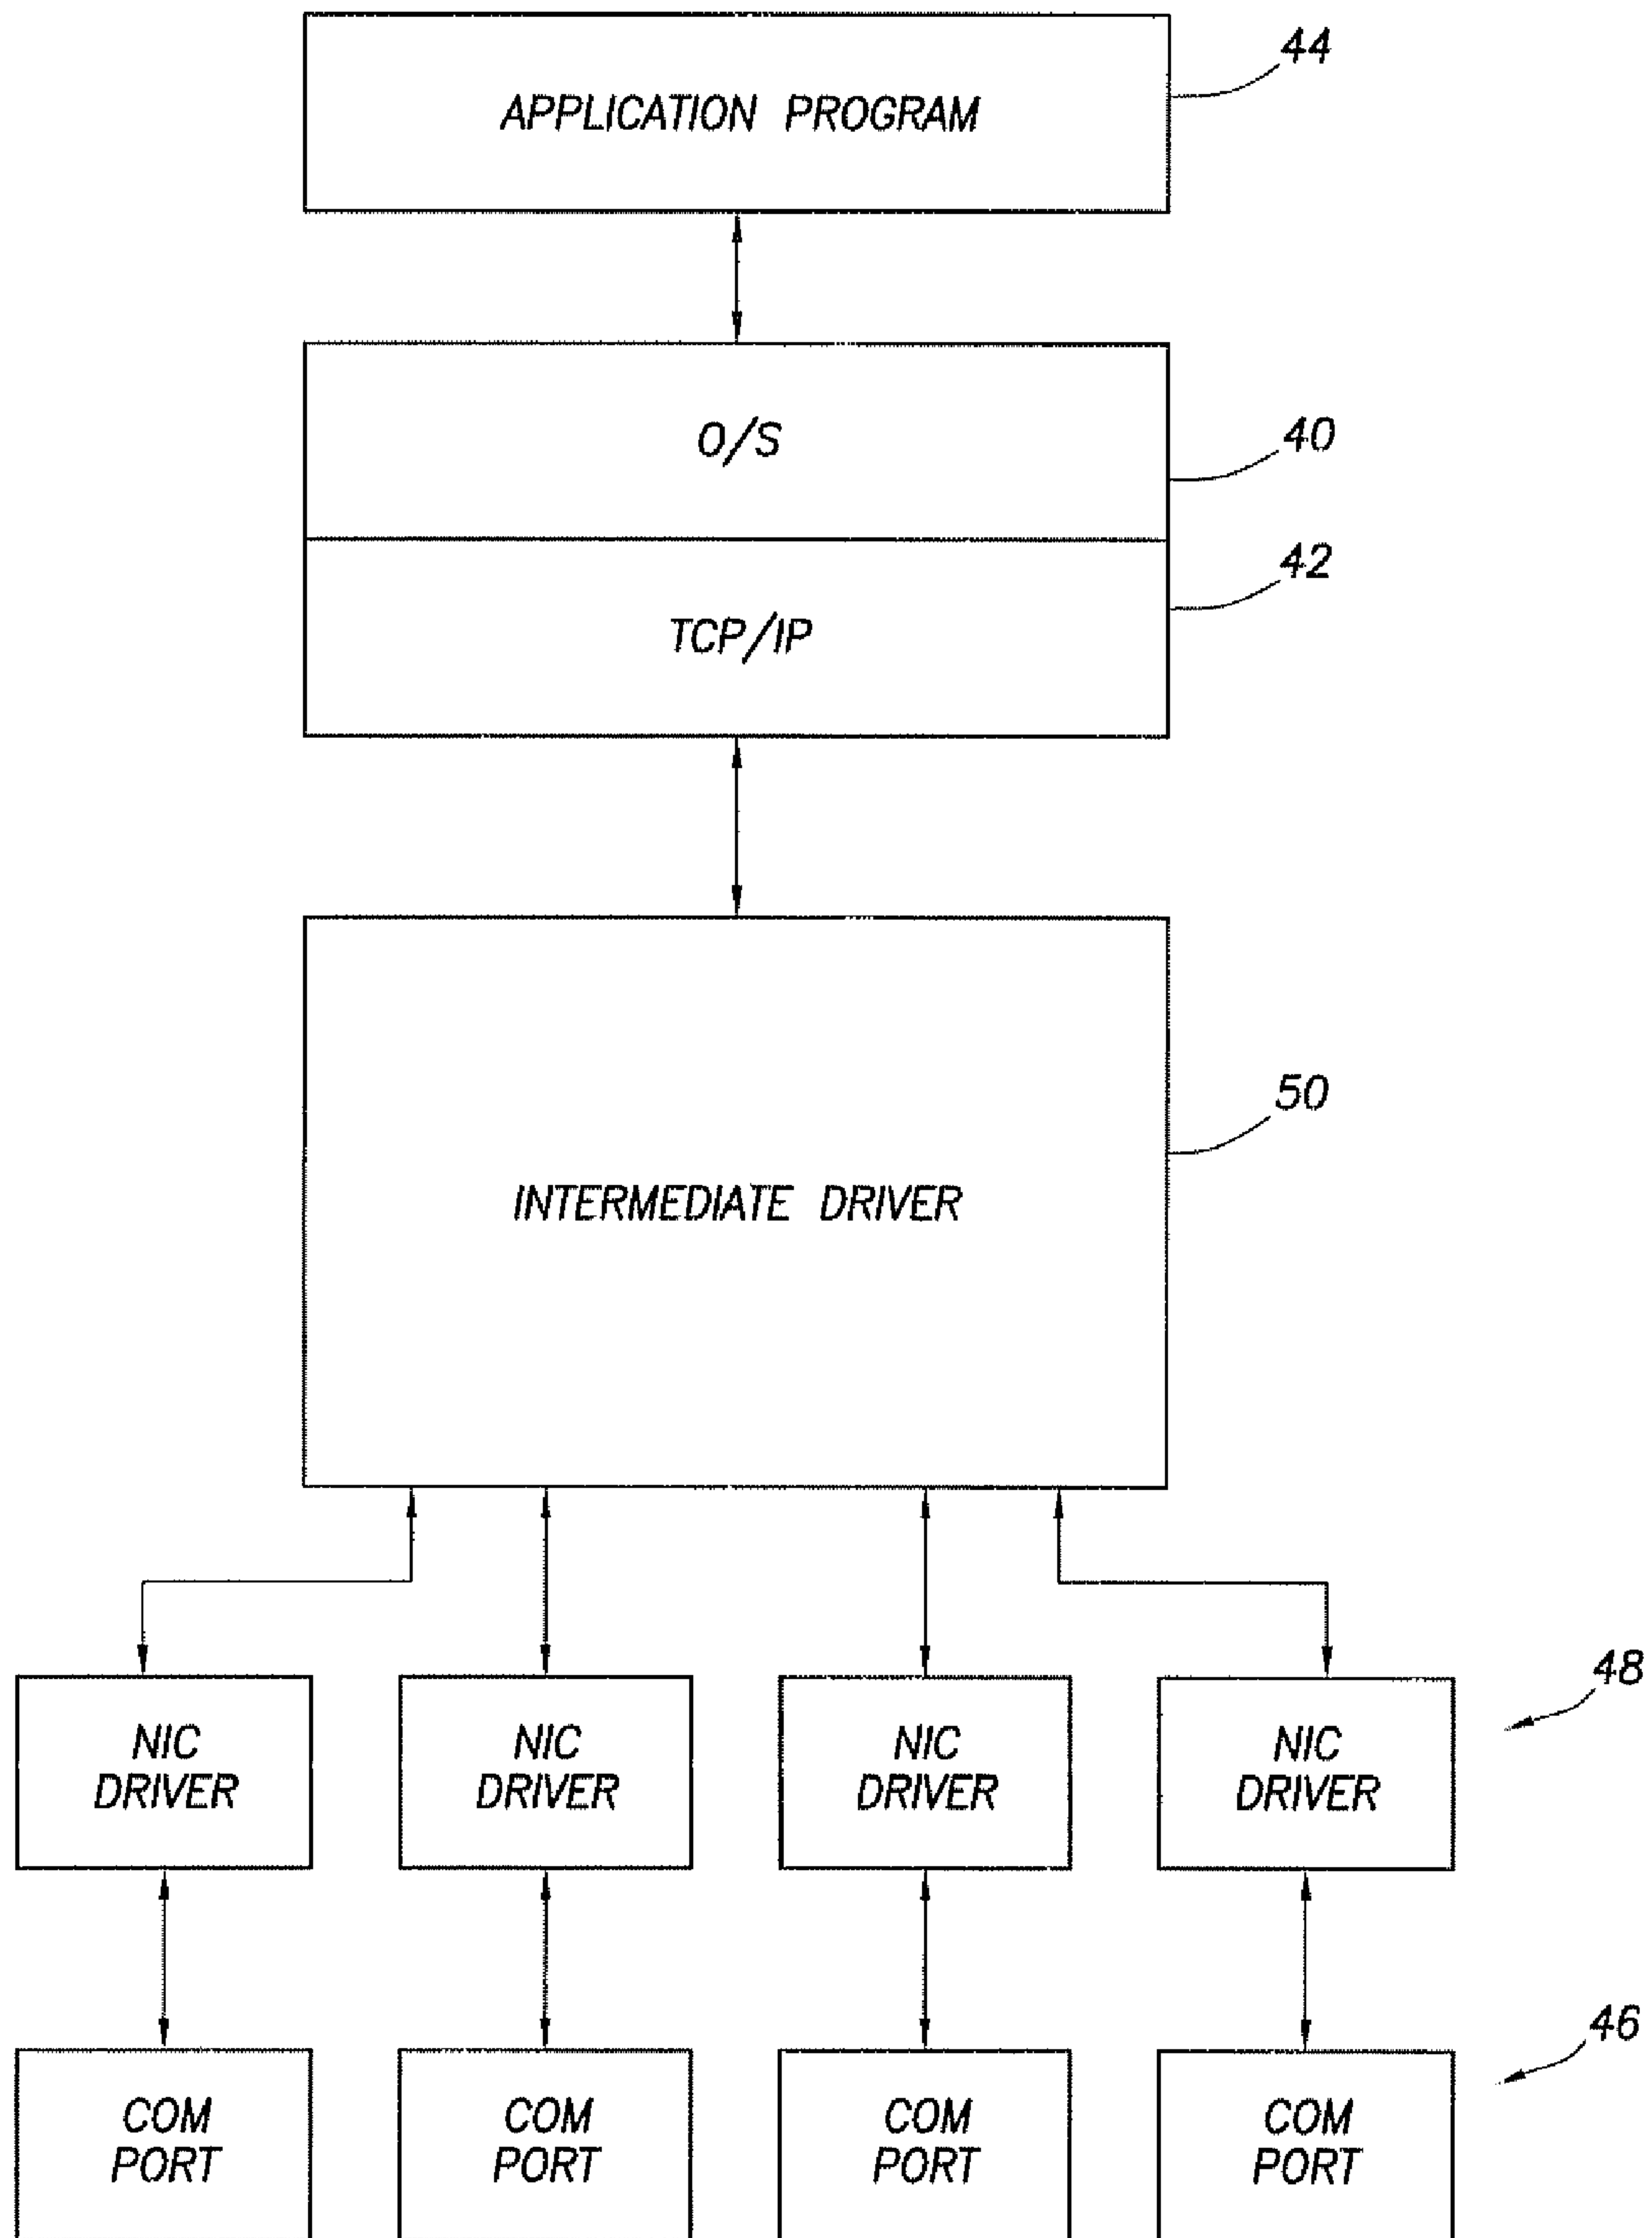 APPLICATION PROGRAM
44
O/S
40
TCP/IP
42
INTERMEDIATE DRIVER
50
NIC
DRIVER
NIC
DRIVER
NIC
DRIVER
NIC
DRIVER
48
COM
PORT
COM
PORT
COM
PORT
COM
PORT
46